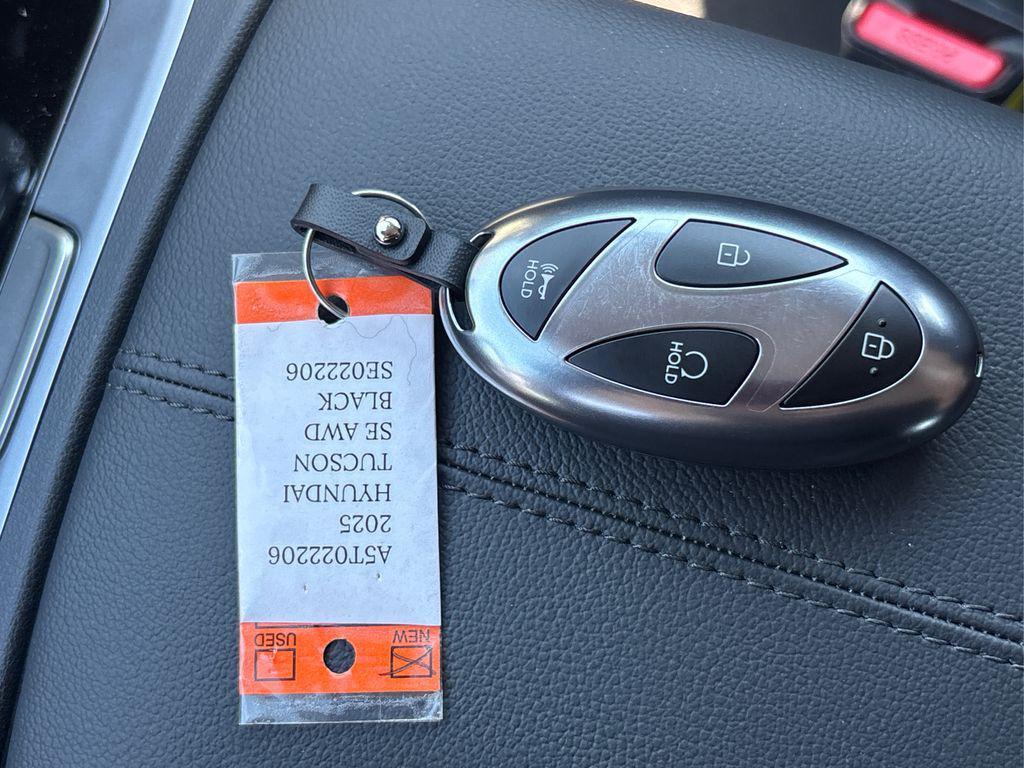 NEW USED
A5T022206
2025
HYUNDAI
TUCSON
SE AWD
BLACK
SE022206
HOLD
HOLD